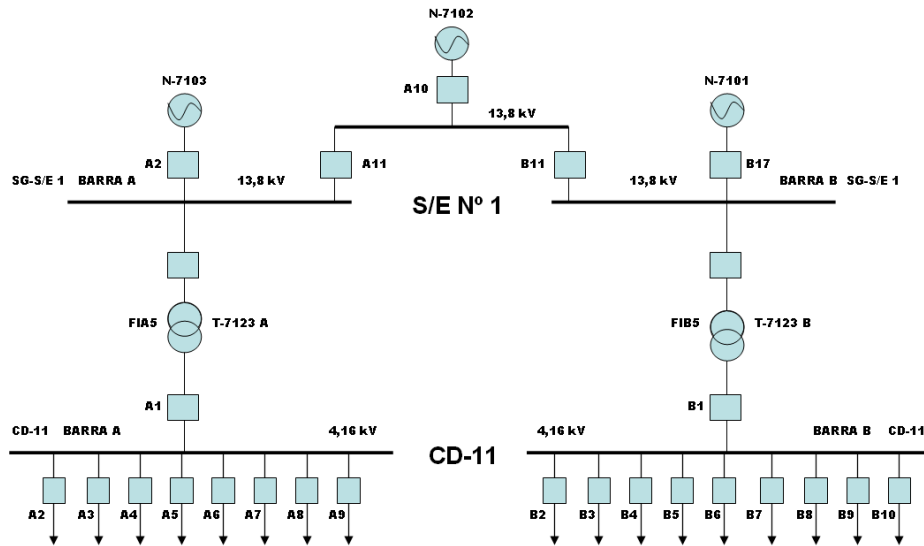 N-7102
N-7103
N-7101
A10
13,8 kV
A2
A11
B11
B17
SG-S/E 1 BARRA A 13,8 kV
13,8 kV BARRA B SG-S/E 1
S/E Nº 1
FIA5 T-7123 A
FIB5 T-7123 B
A1
B1
CD-11 BARRA A 4,16 kV
4,16 kV BARRA B CD-11
CD-11
A2 A3 A4 A5 A6 A7 A8 A9
B2 B3 B4 B5 B6 B7 B8 B9 B10